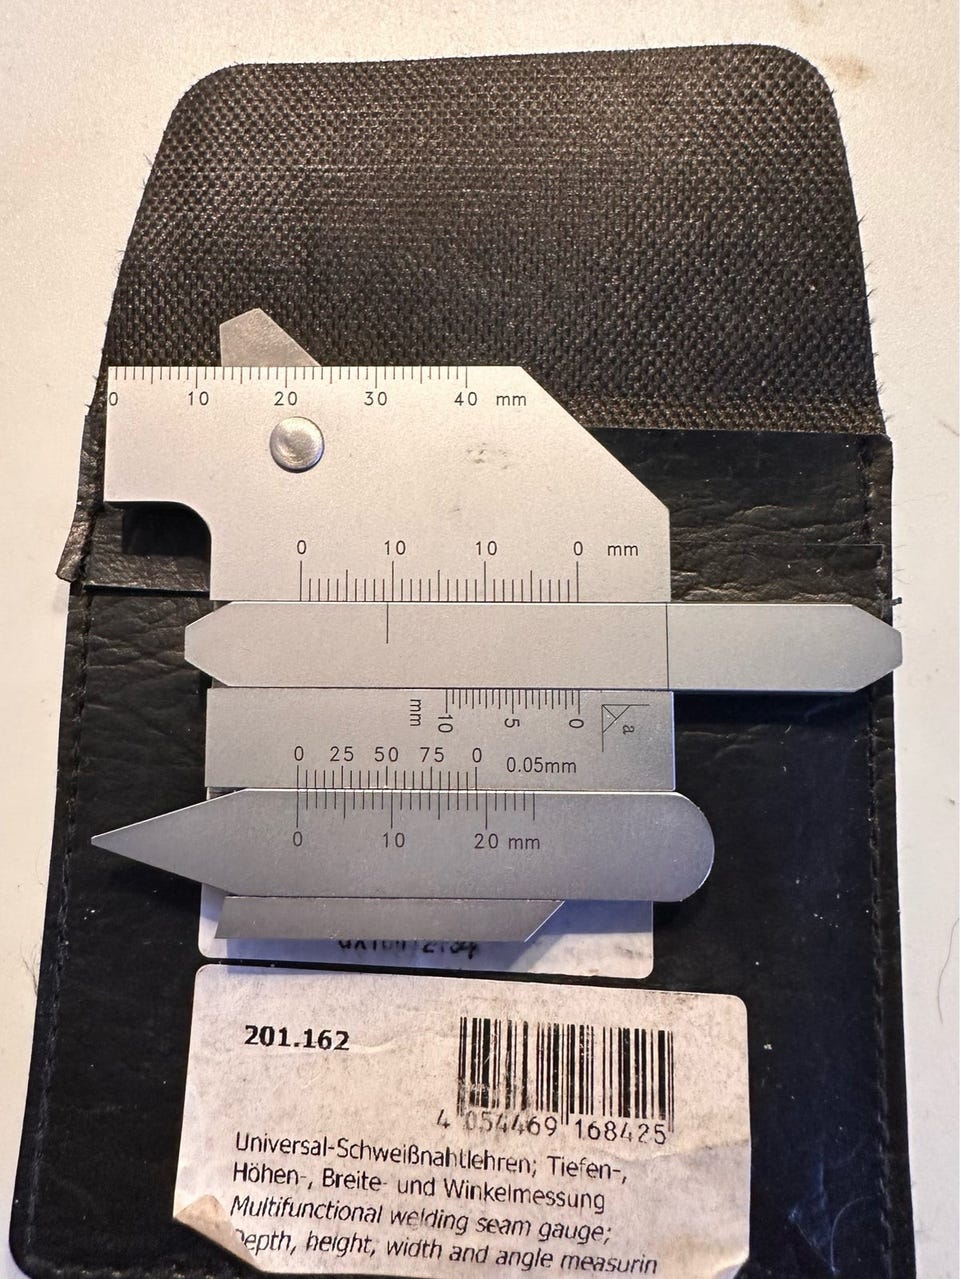 0 10 20 30 40 mm
0 10 10 0 mm
mm 10 5 0 a
0 25 50 75 0 0.05mm
0 10 20 mm
201.162
4 054469 168425
Universal-Schweißnahtlehren; Tiefen-,
Höhen-, Breite- und Winkelmessung
Multifunctional welding seam gauge;
Depth, height, width and angle measurin